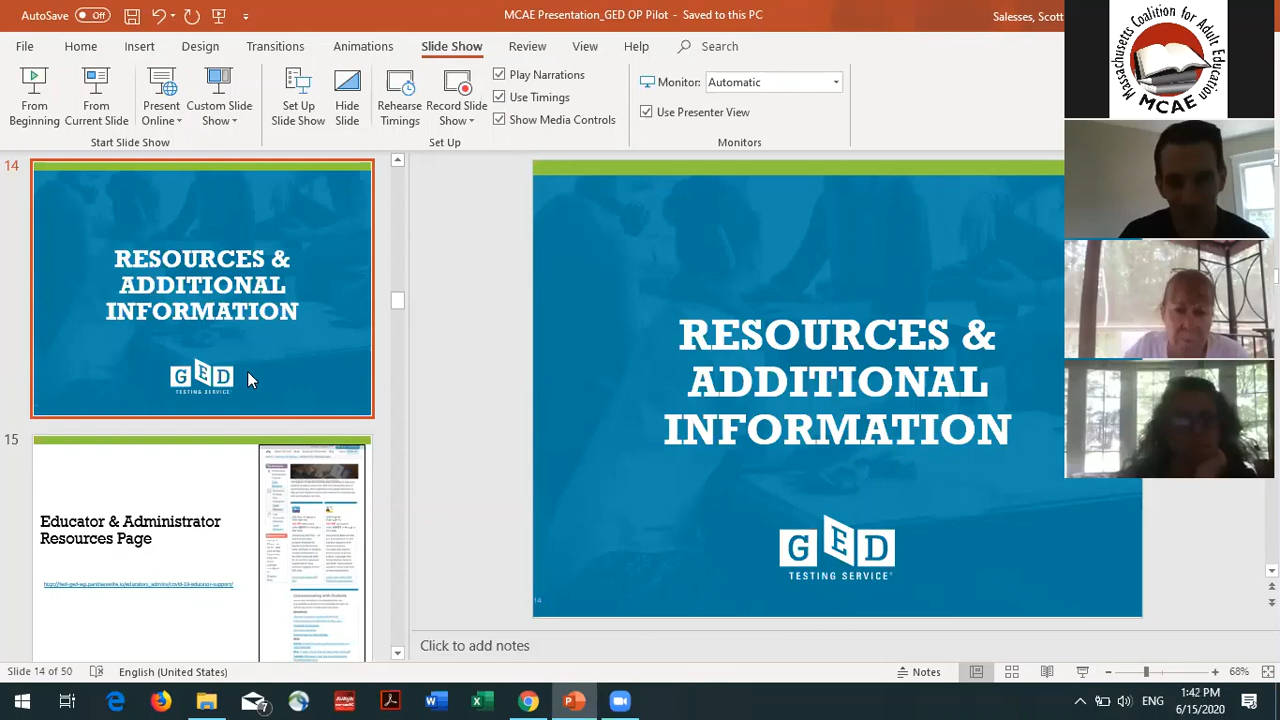 AutoSave Off
MCAE Presentation_GED OP Pilot - Saved to this PC
Salesses, Scott
File Home Insert Design Transitions Animations Slide Show Review View Help Search
From Beginning
From Current Slide
Present Online
Custom Slide Show
Start Slide Show
Set Up Slide Show
Hide Slide
Rehearse Timings
Record Slide Show
Play Narrations
Use Timings
Show Media Controls
Set Up
Monitor: Automatic
Use Presenter View
Monitors
Massachusetts Coalition for Adult Education
MCAE
14
RESOURCES &
ADDITIONAL
INFORMATION
GED
TESTING SERVICE
15
RESOURCES &
ADDITIONAL
INFORMATION
GED
TESTING SERVICE
14
Click to add notes
Slide 14 of 50
English (United States)
Notes
68%
7
ENG
1:42 PM
6/15/2020